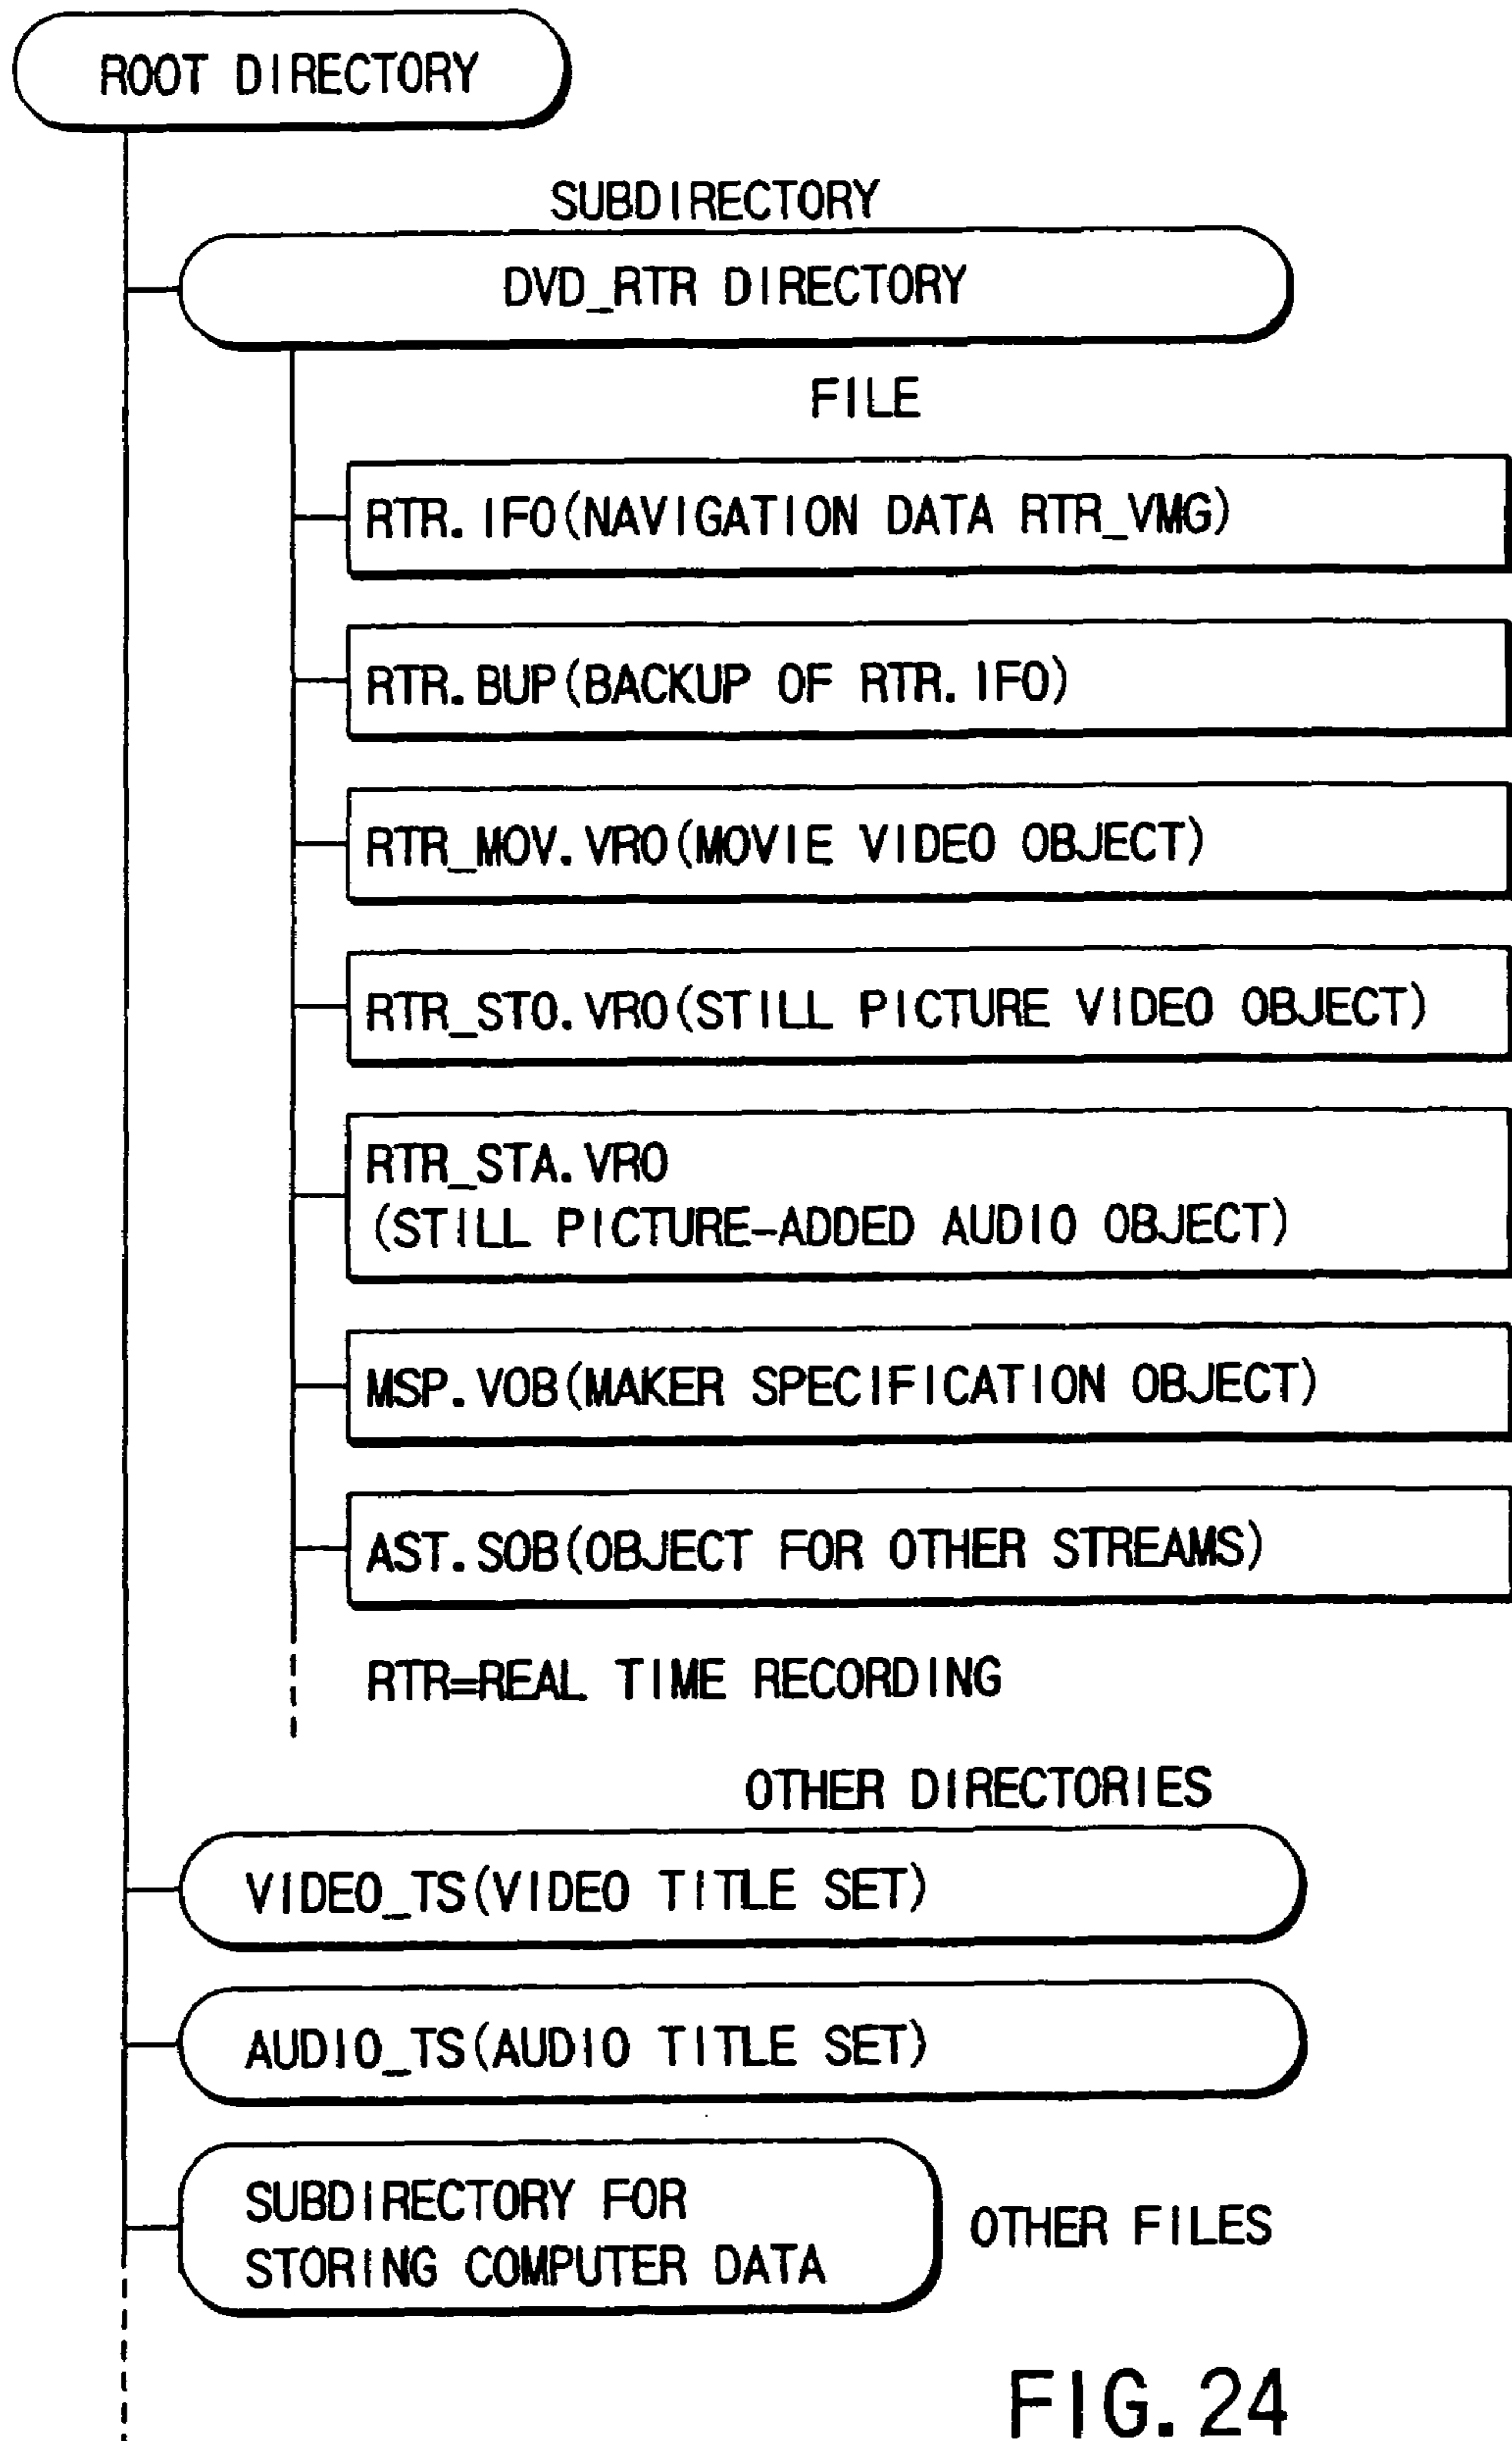 ROOT DIRECTORY
SUBDIRECTORY
DVD_RTR DIRECTORY
FILE
RTR.IFO(NAVIGATION DATA RTR_VMG)
RTR.BUP(BACKUP OF RTR.IFO)
RTR_MOV.VRO(MOVIE VIDEO OBJECT)
RTR_STO.VRO(STILL PICTURE VIDEO OBJECT)
RTR_STA.VRO
(STILL PICTURE-ADDED AUDIO OBJECT)
MSP.VOB(MAKER SPECIFICATION OBJECT)
AST.SOB(OBJECT FOR OTHER STREAMS)
RTR=REAL TIME RECORDING
OTHER DIRECTORIES
VIDEO_TS(VIDEO TITLE SET)
AUDIO_TS(AUDIO TITLE SET)
SUBDIRECTORY FOR
STORING COMPUTER DATA
OTHER FILES
FIG. 24